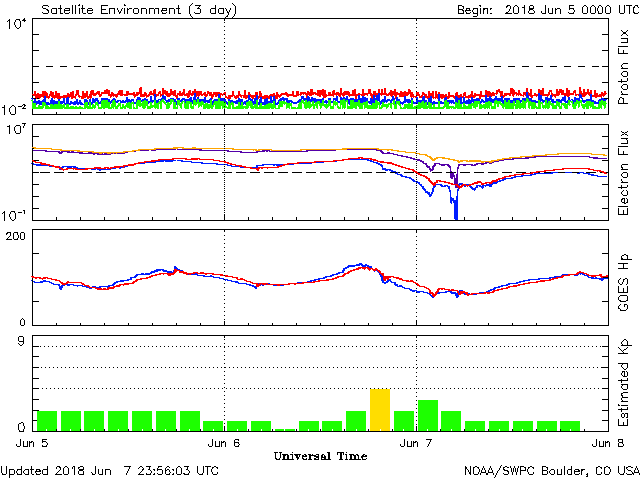 Satellite Environment (3 day)
Begin: 2018 Jun 5 0000 UTC
10^4
10^-2
Proton Flux
10^7
10^-1
Electron Flux
200
0
GOES Hp
9
0
Estimated Kp
Jun 5
Jun 6
Jun 7
Jun 8
Universal Time
Updated 2018 Jun 7 23:56:03 UTC
NOAA/SWPC Boulder, CO USA